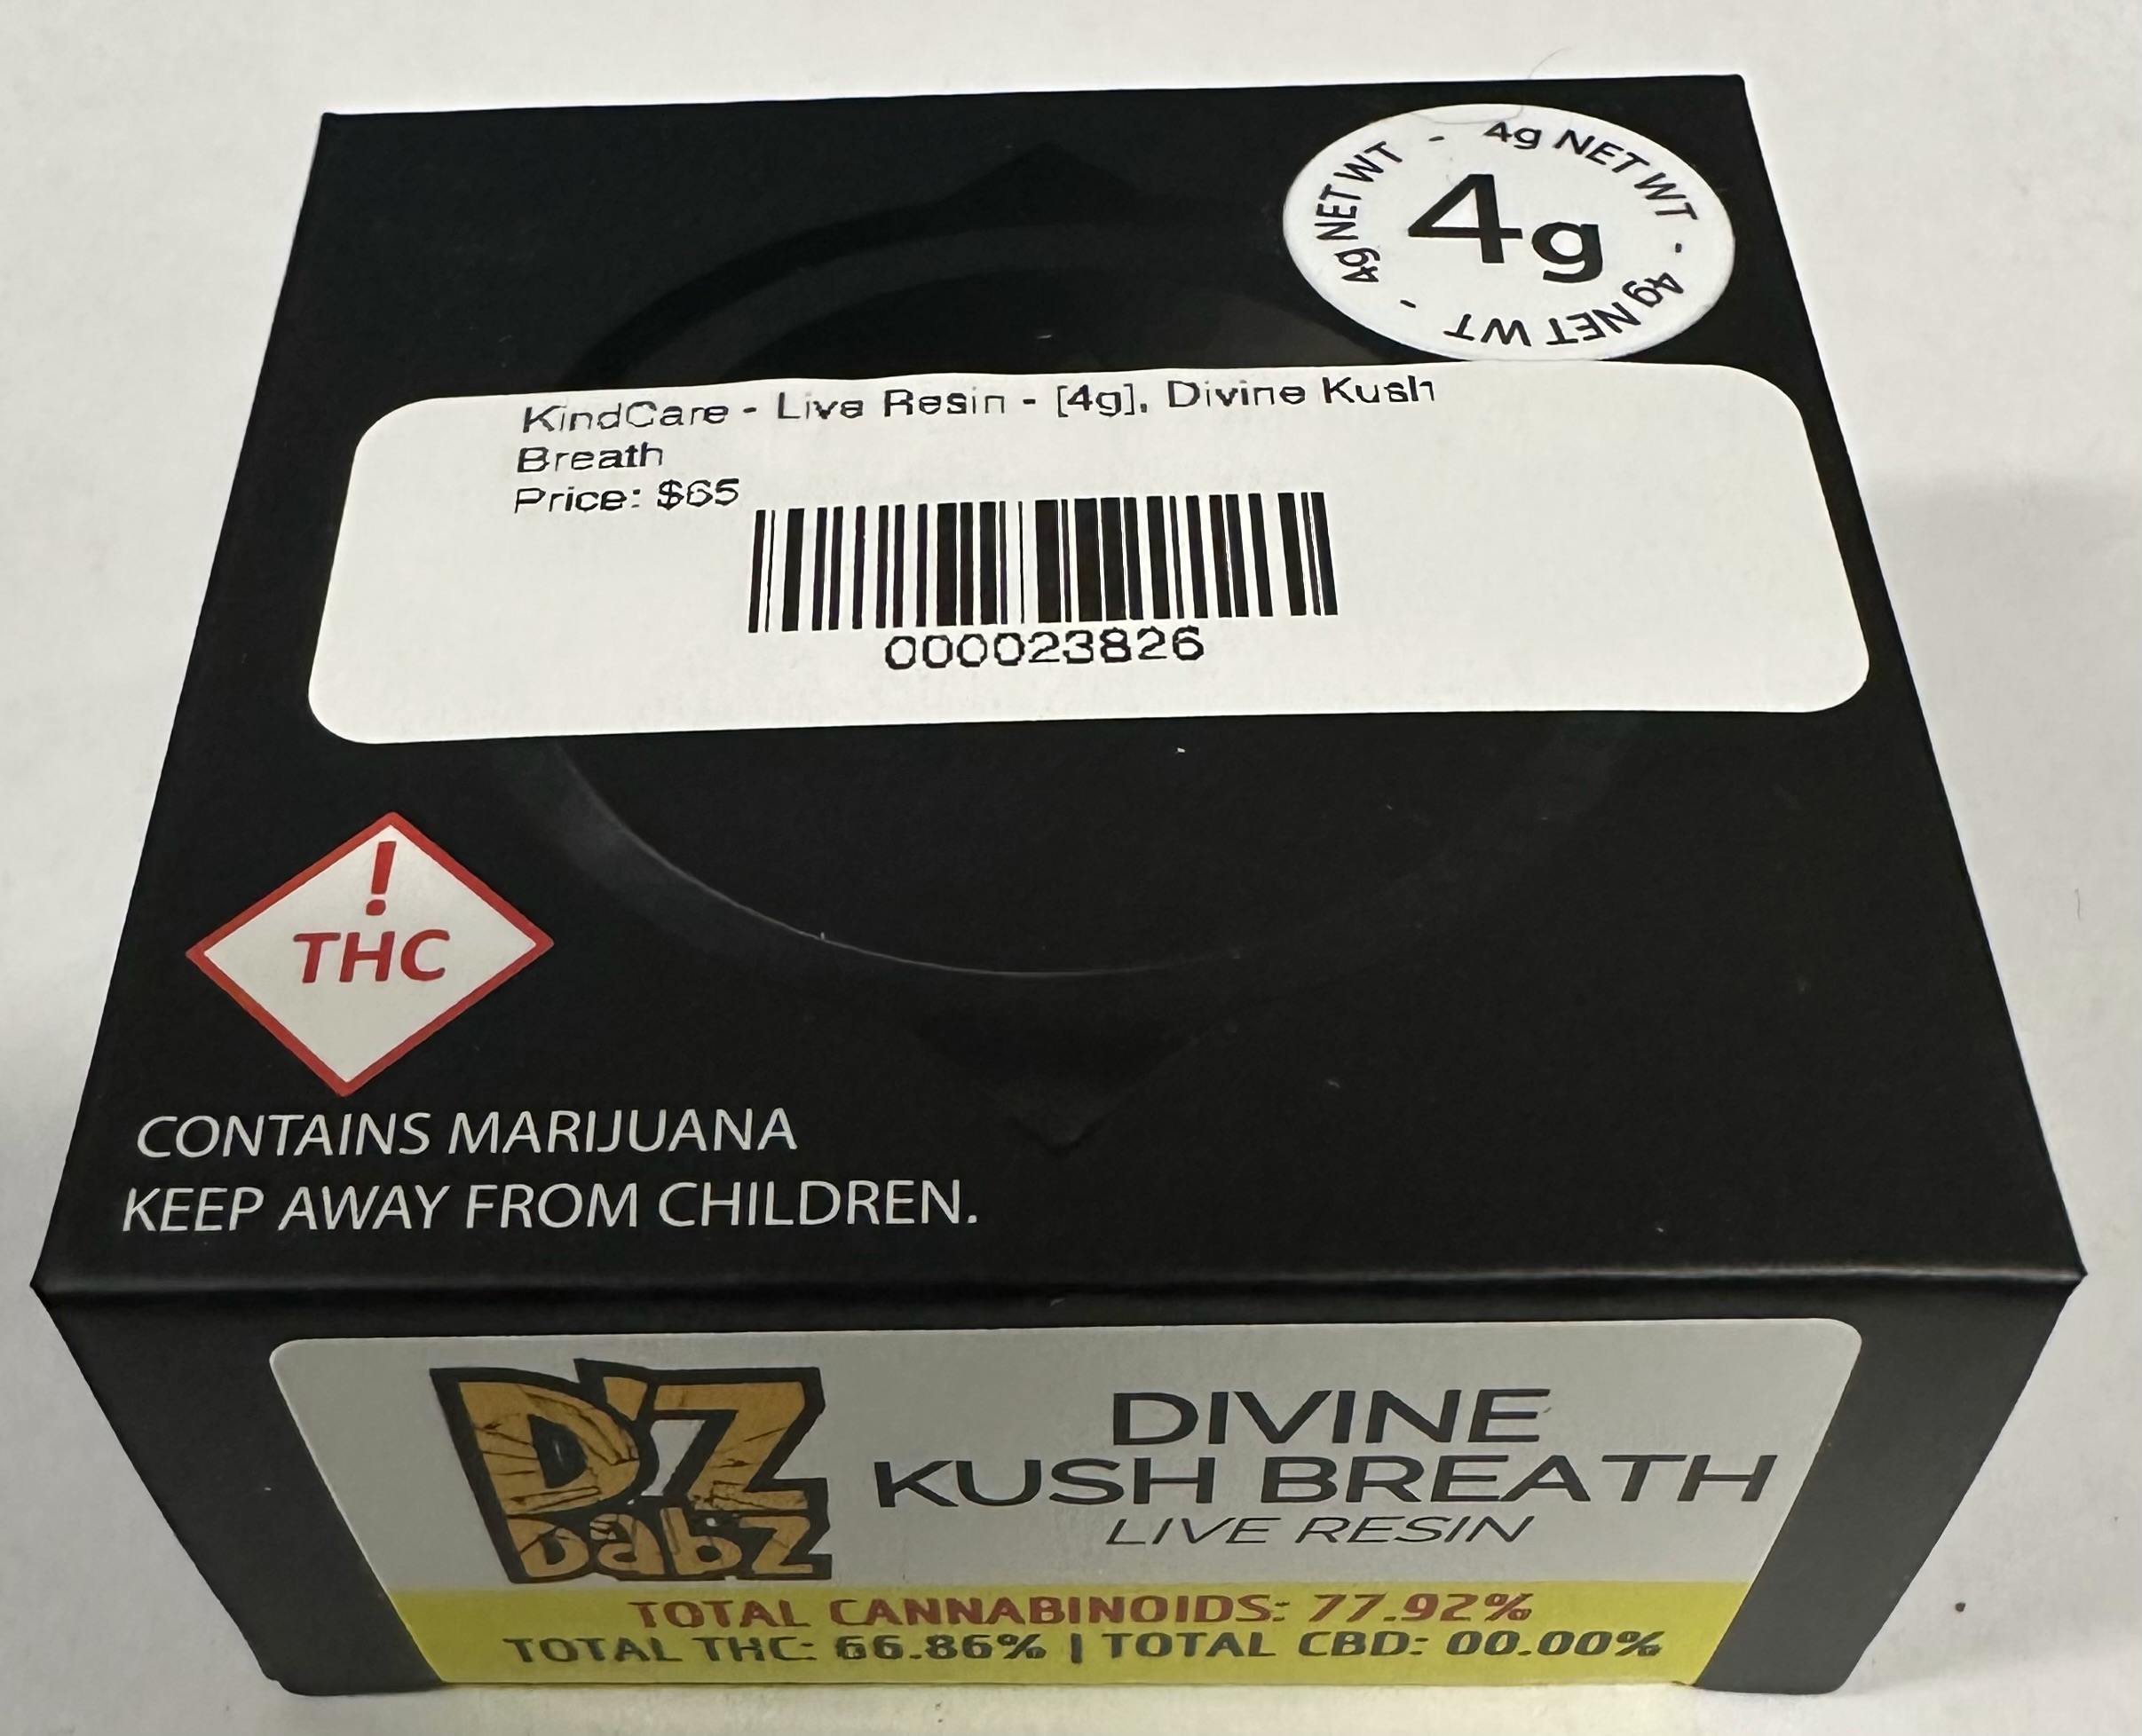 4g NET WT - 4g NET WT - 4g NET WT -
4g
KindCare - Live Resin - [4g], Divine Kush
Breath
Price: $65
000023826
!
THC
CONTAINS MARIJUANA
KEEP AWAY FROM CHILDREN.
D'Z
DabZ
DIVINE
KUSH BREATH
LIVE RESIN
TOTAL CANNABINOIDS: 77.92%
TOTAL THC: 66.86% | TOTAL CBD: 00.00%